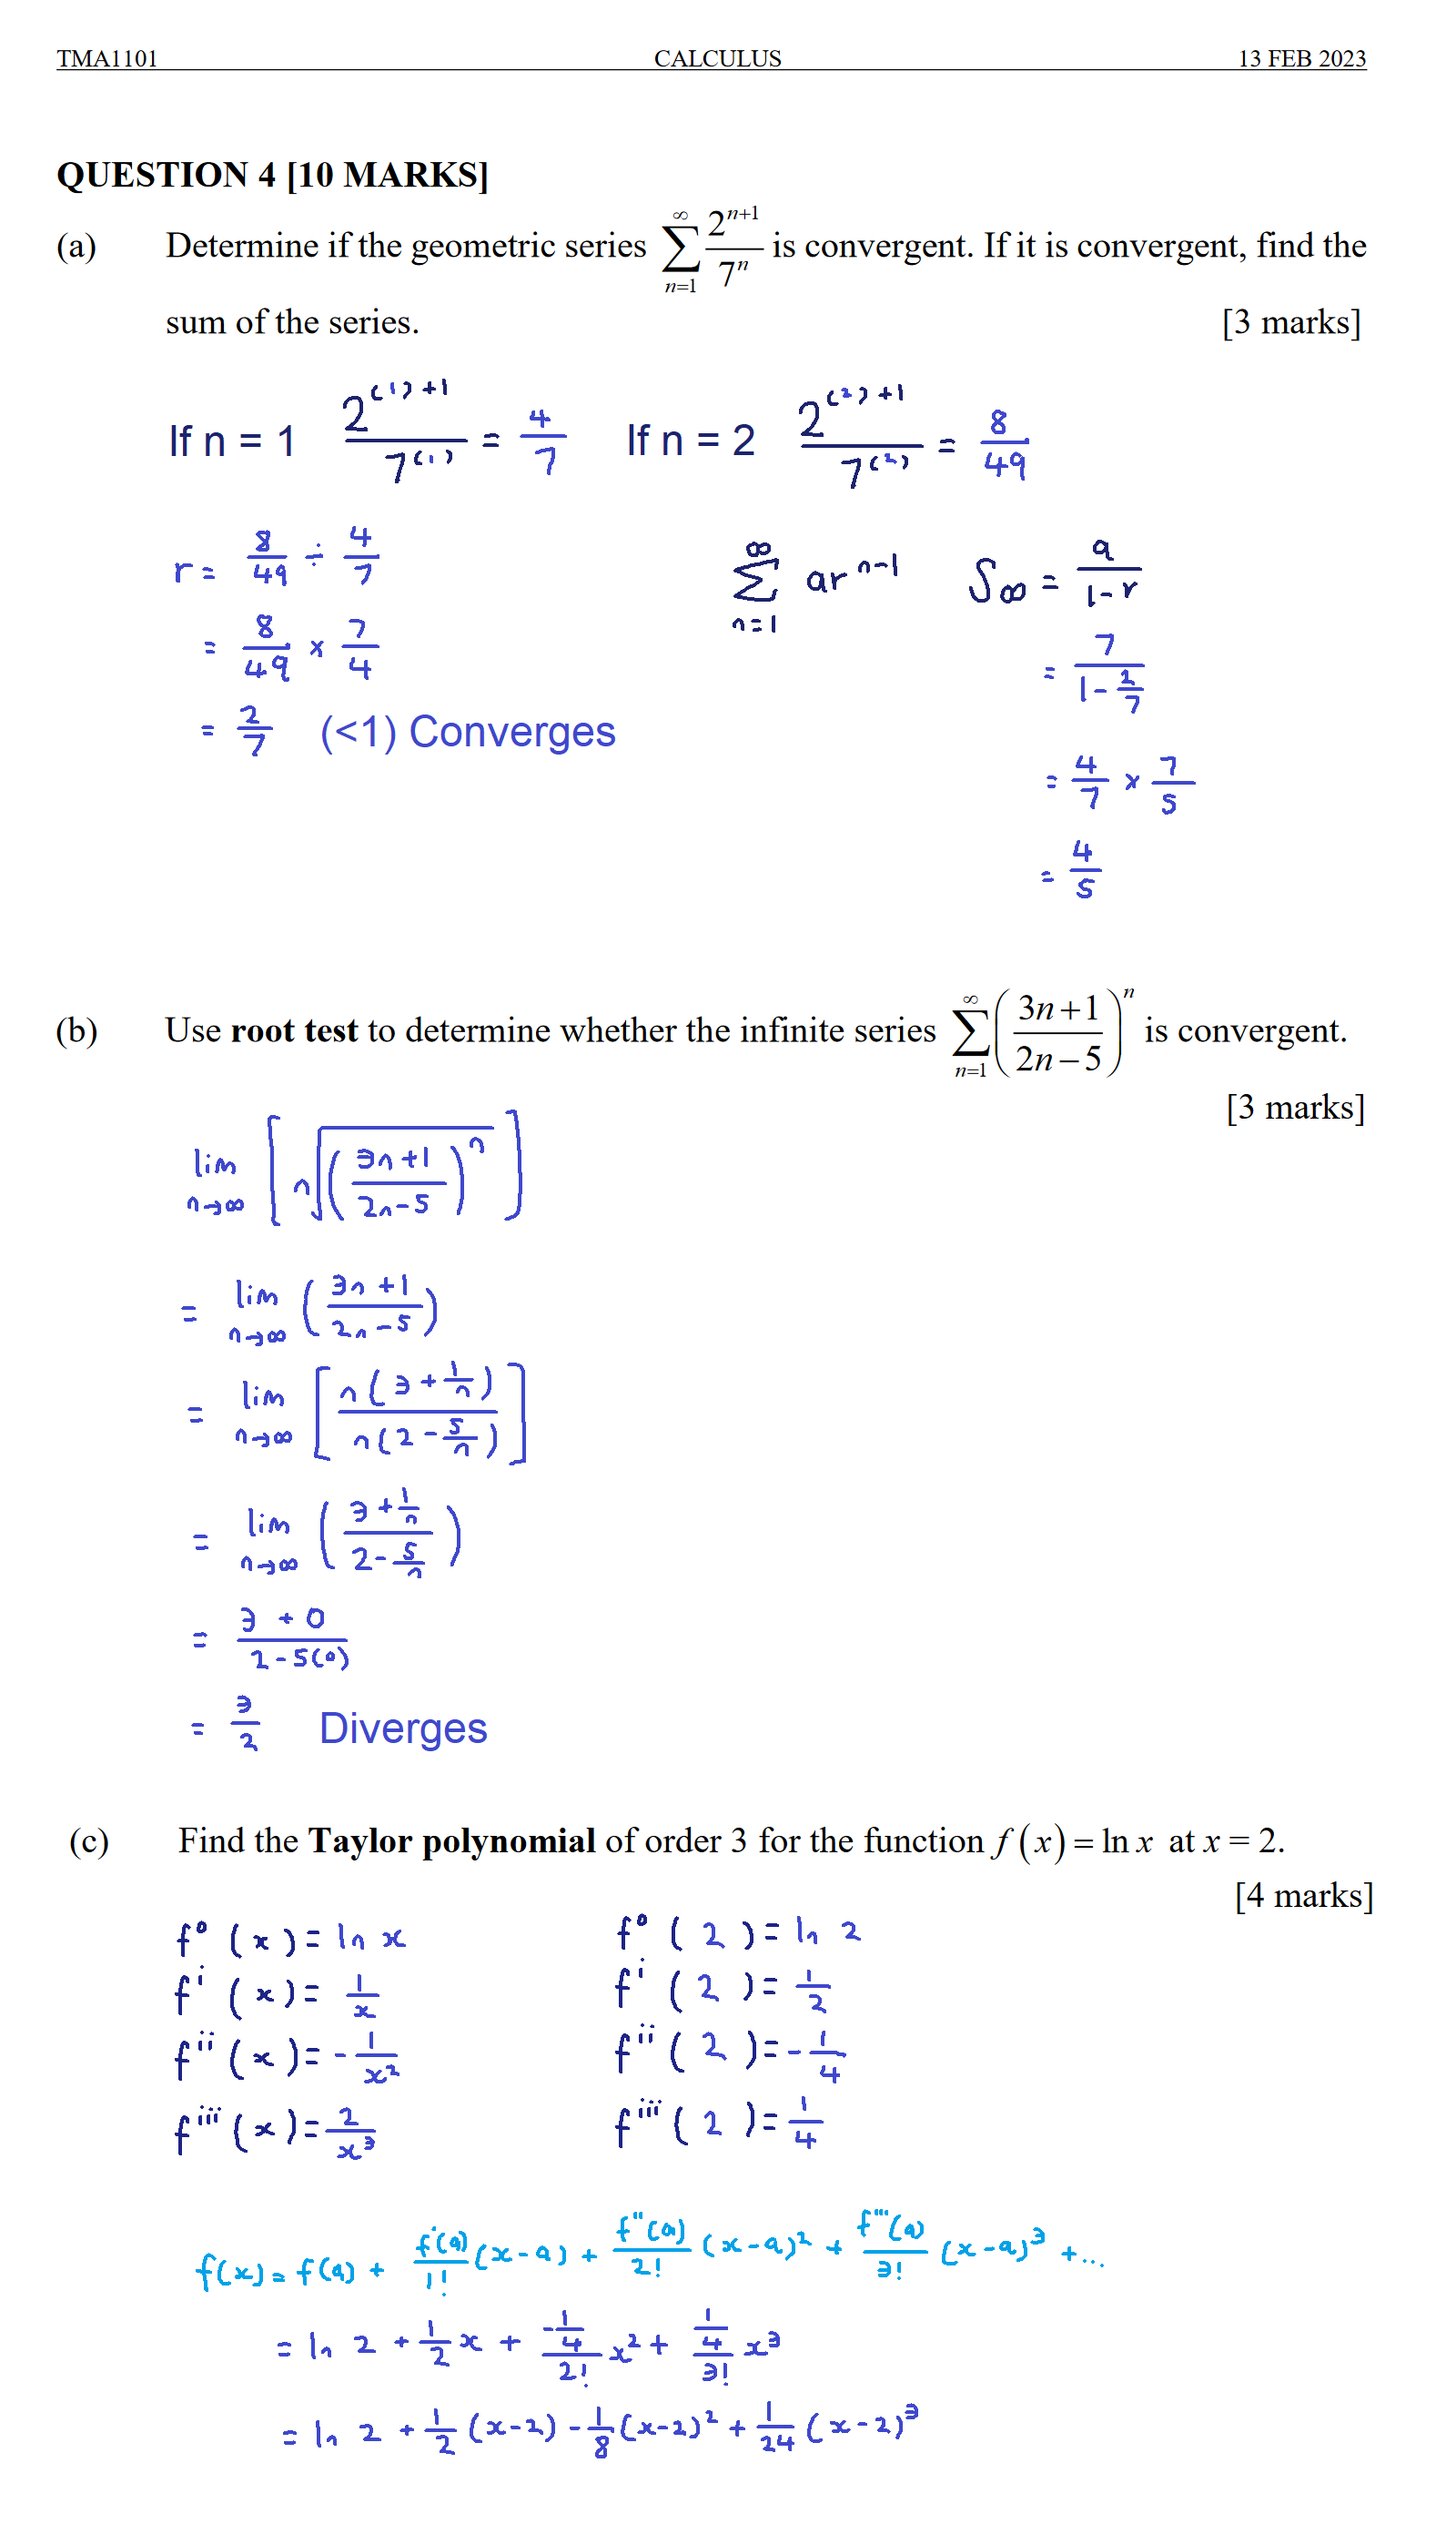 TMA1101 CALCULUS 13 FEB 2023
QUESTION 4 [10 MARKS]
(a) Determine if the geometric series \sum_{n=1}^{\infty} \frac{2^{n+1}}{7^n} is convergent. If it is convergent, find the
sum of the series. [3 marks]
If n = 1 \frac{2^{(1)+1}}{7^{(1)}} = \frac{4}{7} If n = 2 \frac{2^{(2)+1}}{7^{(2)}} = \frac{8}{49}
r = \frac{8}{49} ÷ \frac{4}{7}
= \frac{8}{49} × \frac{7}{4}
= \frac{2}{7} (<1) Converges
\sum_{n=1}^{\infty} ar^{n-1} S_∞ = \frac{a}{1-r}
= \frac{7}{1-\frac{2}{7}}
= \frac{4}{7} × \frac{7}{5}
= \frac{4}{5}
(b) Use root test to determine whether the infinite series \sum_{n=1}^{\infty} \left( \frac{3n+1}{2n-5} \right)^n is convergent.
[3 marks]
\lim_{n→∞} \left[ \sqrt[n]{\left( \frac{3n+1}{2n-5} \right)^n} \right]
= \lim_{n→∞} \left( \frac{3n+1}{2n-5} \right)
= \lim_{n→∞} \left[ \frac{n(3+\frac{1}{n})}{n(2-\frac{5}{n})} \right]
= \lim_{n→∞} \left( \frac{3+\frac{1}{n}}{2-\frac{5}{n}} \right)
= \frac{3+0}{2-5(0)}
= \frac{3}{2} Diverges
(c) Find the Taylor polynomial of order 3 for the function f(x) = ln x at x = 2.
[4 marks]
f^0(x) = ln x f^0(2) = ln 2
f^i(x) = \frac{1}{x} f^i(2) = \frac{1}{2}
f^{ii}(x) = -\frac{1}{x^2} f^{ii}(2) = -\frac{1}{4}
f^{iii}(x) = \frac{2}{x^3} f^{iii}(2) = \frac{1}{4}
f(x) = f(a) + \frac{f'(a)}{1!}(x-a) + \frac{f''(a)}{2!}(x-a)^2 + \frac{f'''(a)}{3!}(x-a)^3 + ...
= ln 2 + \frac{1}{2}x + \frac{-\frac{1}{4}}{2!}x^2 + \frac{\frac{1}{4}}{3!}x^3
= ln 2 + \frac{1}{2}(x-2) - \frac{1}{8}(x-2)^2 + \frac{1}{24}(x-2)^3